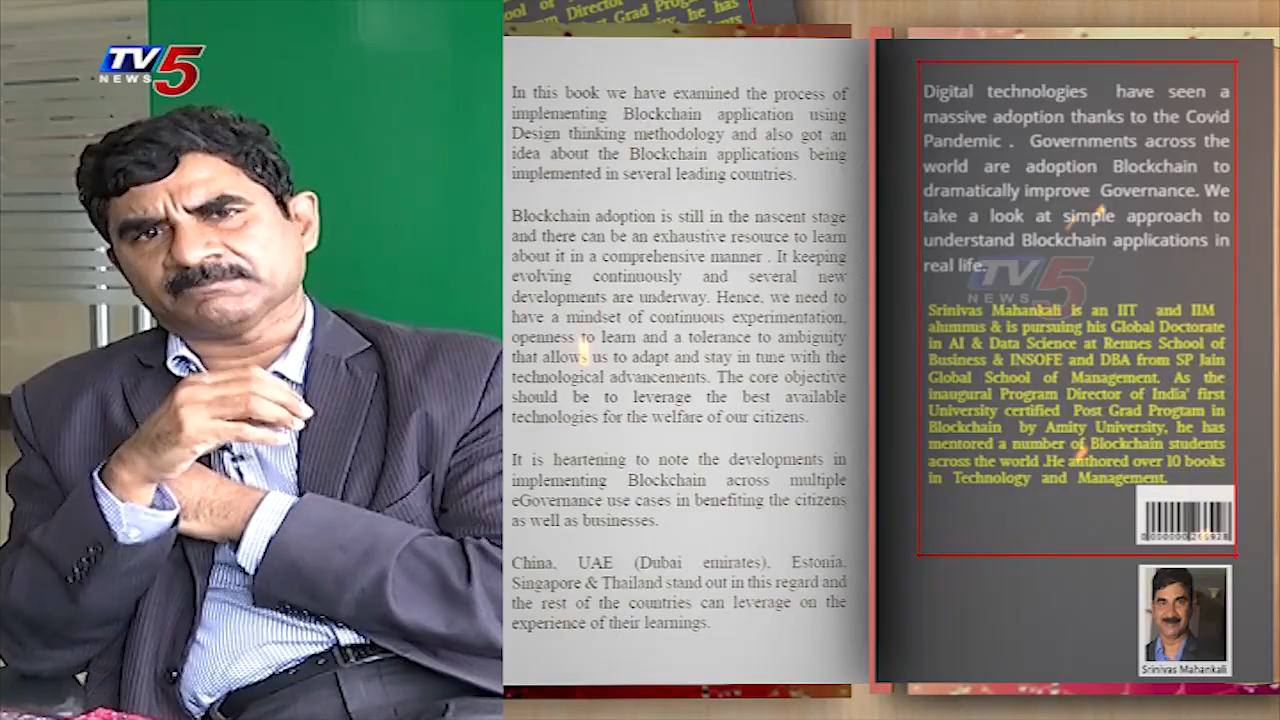 TV5
NEWS
ool or
Director
Post Grad Prog
he has
In this book we have examined the process of
implementing Blockchain application using
Design thinking methodology and also got an
idea about the Blockchain applications being
implemented in several leading countries.
Blockchain adoption is still in the nascent stage
and there can be an exhaustive resource to learn
about it in a comprehensive manner . It keeping
evolving continuously and several new
developments are underway. Hence, we need to
have a mindset of continuous experimentation,
openness to learn and a tolerance to ambiguity
that allows us to adapt and stay in tune with the
technological advancements. The core objective
should be to leverage the best available
technologies for the welfare of our citizens.
It is heartening to note the developments in
implementing Blockchain across multiple
eGovernance use cases in benefiting the citizens
as well as businesses.
China, UAE (Dubai emirates), Estonia,
Singapore & Thailand stand out in this regard and
the rest of the countries can leverage on the
experience of their learnings.
Digital technologies have seen a
massive adoption thanks to the Covid
Pandemic . Governments across the
world are adoption Blockchain to
dramatically improve Governance. We
take a look at simple approach to
understand Blockchain applications in
real life.
TV5
NEWS
Srinivas Mahankali is an IIT and IIM
alumnus & is pursuing his Global Doctorate
in AI & Data Science at Rennes School of
Business & INSOFE and DBA from SP Jain
Global School of Management. As the
inaugural Program Director of India' first
University certified Post Grad Progtam in
Blockchain by Amity University, he has
mentored a number of Blockchain students
across the world .He authored over 10 books
in Technology and Management.
Srinivas Mahankali